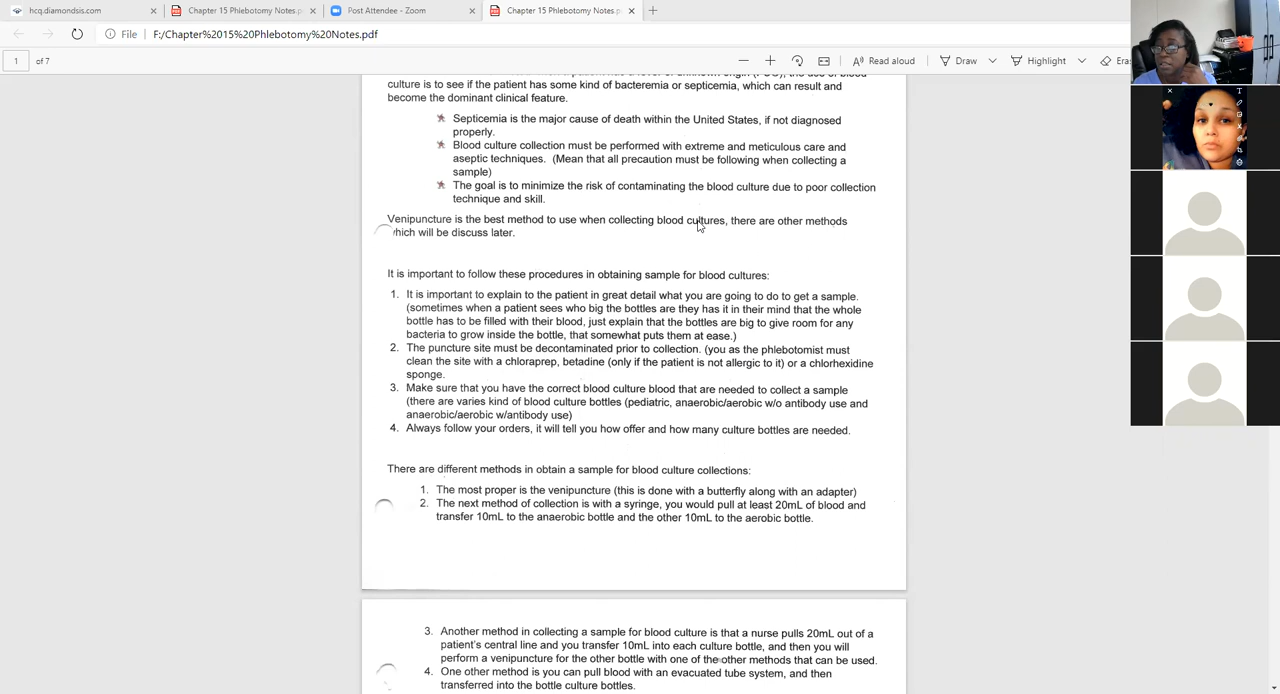 hcq.diamondsis.com
Chapter 15 Phlebotomy Notes.p
Post Attendee - Zoom
Chapter 15 Phlebotomy Notes.p
File
F:/Chapter%2015%20Phlebotomy%20Notes.pdf
1 of 7
Read aloud
Draw
Highlight
culture is to see if the patient has some kind of bacteremia or septicemia, which can result and
become the dominant clinical feature.
Septicemia is the major cause of death within the United States, if not diagnosed
properly.
Blood culture collection must be performed with extreme and meticulous care and
aseptic techniques. (Mean that all precaution must be following when collecting a
sample)
The goal is to minimize the risk of contaminating the blood culture due to poor collection
technique and skill.
Venipuncture is the best method to use when collecting blood cultures, there are other methods
which will be discuss later.
It is important to follow these procedures in obtaining sample for blood cultures:
1. It is important to explain to the patient in great detail what you are going to do to get a sample.
(sometimes when a patient sees who big the bottles are they has it in their mind that the whole
bottle has to be filled with their blood, just explain that the bottles are big to give room for any
bacteria to grow inside the bottle, that somewhat puts them at ease.)
2. The puncture site must be decontaminated prior to collection. (you as the phlebotomist must
clean the site with a chloraprep, betadine (only if the patient is not allergic to it) or a chlorhexidine
sponge.
3. Make sure that you have the correct blood culture blood that are needed to collect a sample
(there are varies kind of blood culture bottles (pediatric, anaerobic/aerobic w/o antibody use and
anaerobic/aerobic w/antibody use)
4. Always follow your orders, it will tell you how offer and how many culture bottles are needed.
There are different methods in obtain a sample for blood culture collections:
1. The most proper is the venipuncture (this is done with a butterfly along with an adapter)
2. The next method of collection is with a syringe, you would pull at least 20mL of blood and
transfer 10mL to the anaerobic bottle and the other 10mL to the aerobic bottle.
3. Another method in collecting a sample for blood culture is that a nurse pulls 20mL out of a
patient's central line and you transfer 10mL into each culture bottle, and then you will
perform a venipuncture for the other bottle with one of the other methods that can be used.
4. One other method is you can pull blood with an evacuated tube system, and then
transferred into the bottle culture bottles.